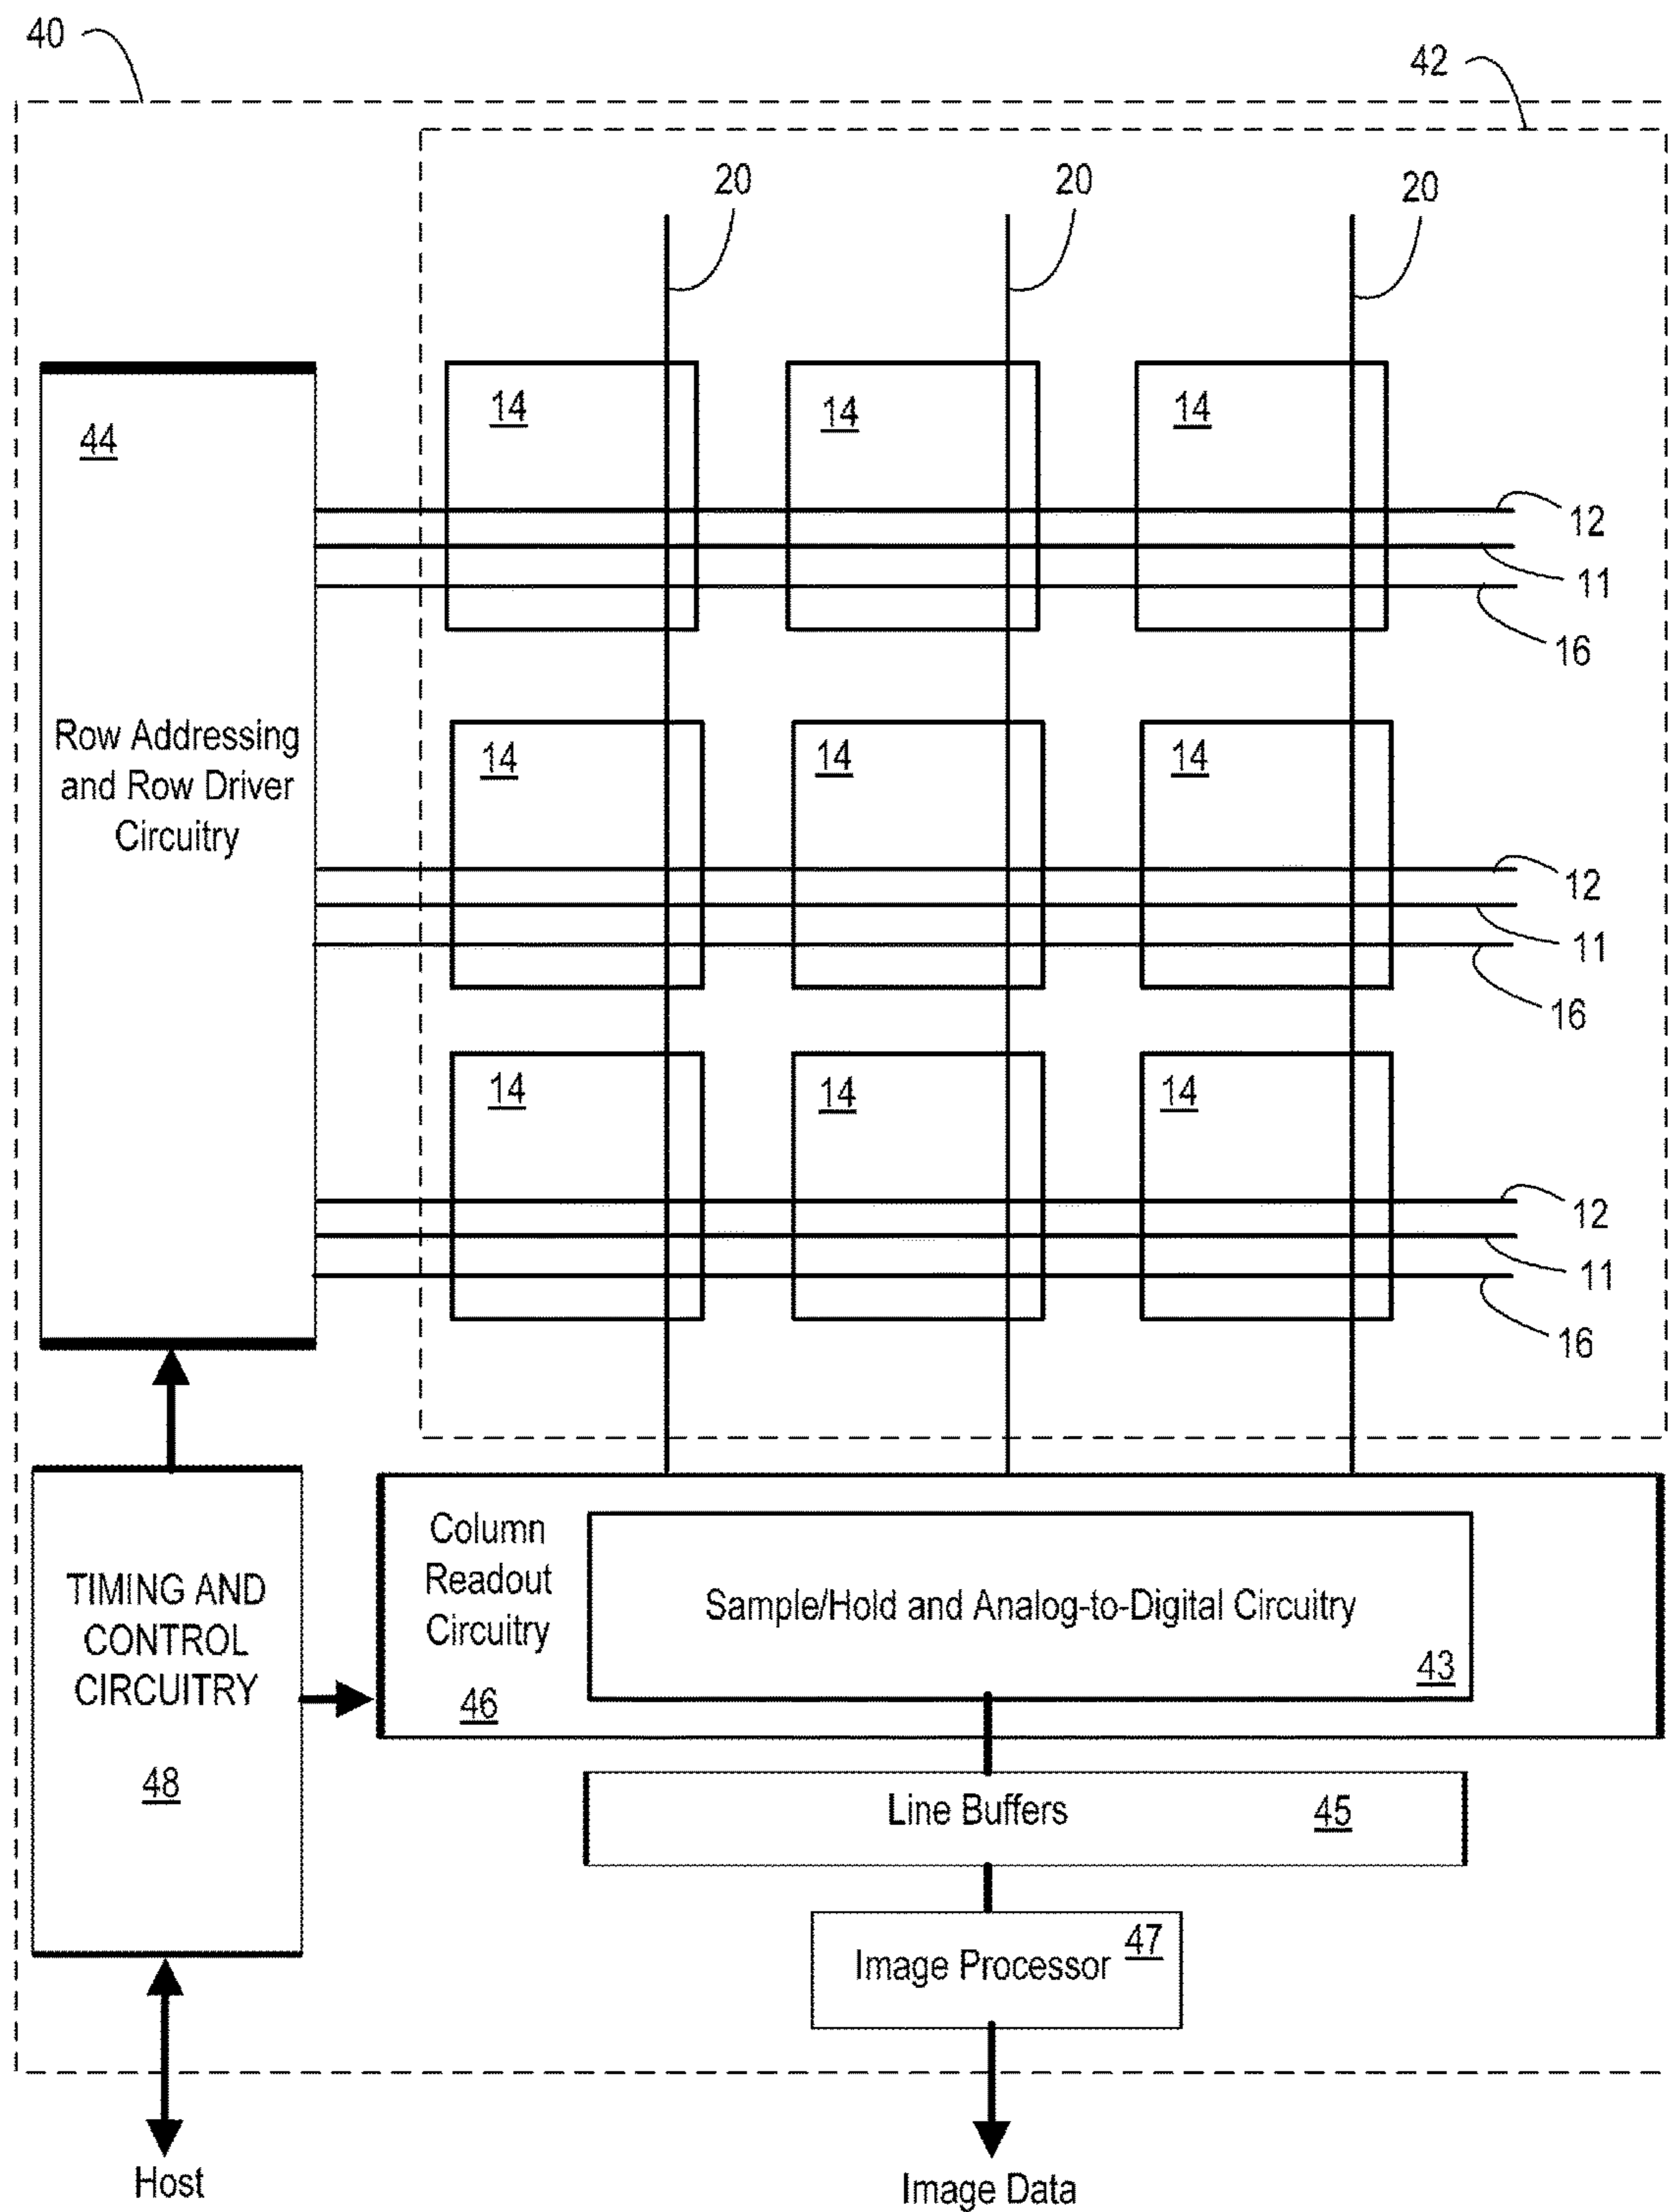 40
42
20
20
20
44
14
14
14
12
11
16
Row Addressing
and Row Driver
Circuitry
14
14
14
12
11
16
14
14
14
12
11
16
Column
Readout
Circuitry
46
Sample/Hold and Analog-to-Digital Circuitry
43
TIMING AND
CONTROL
CIRCUITRY
48
Line Buffers 45
Image Processor 47
Host
Image Data